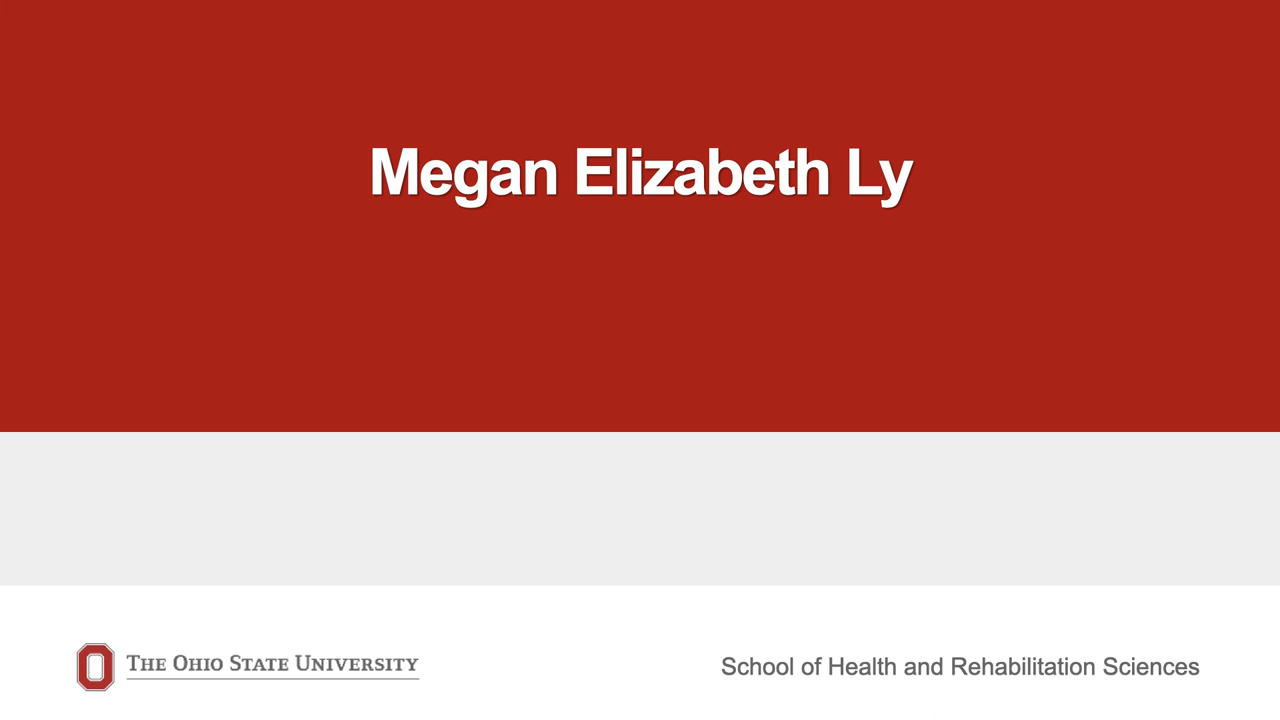 Megan Elizabeth Ly
The Ohio State University
School of Health and Rehabilitation Sciences